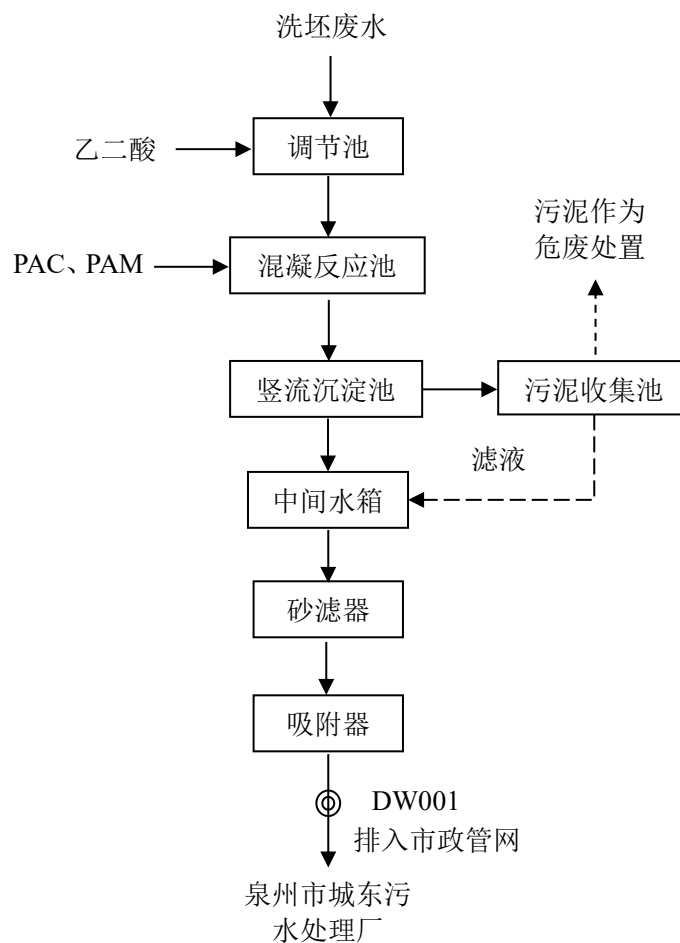 洗坯废水
乙二酸
调节池
污泥作为
危废处置
PAC、PAM
混凝反应池
竖流沉淀池
污泥收集池
滤液
中间水箱
砂滤器
吸附器
DW001
排入市政管网
泉州市城东污
水处理厂